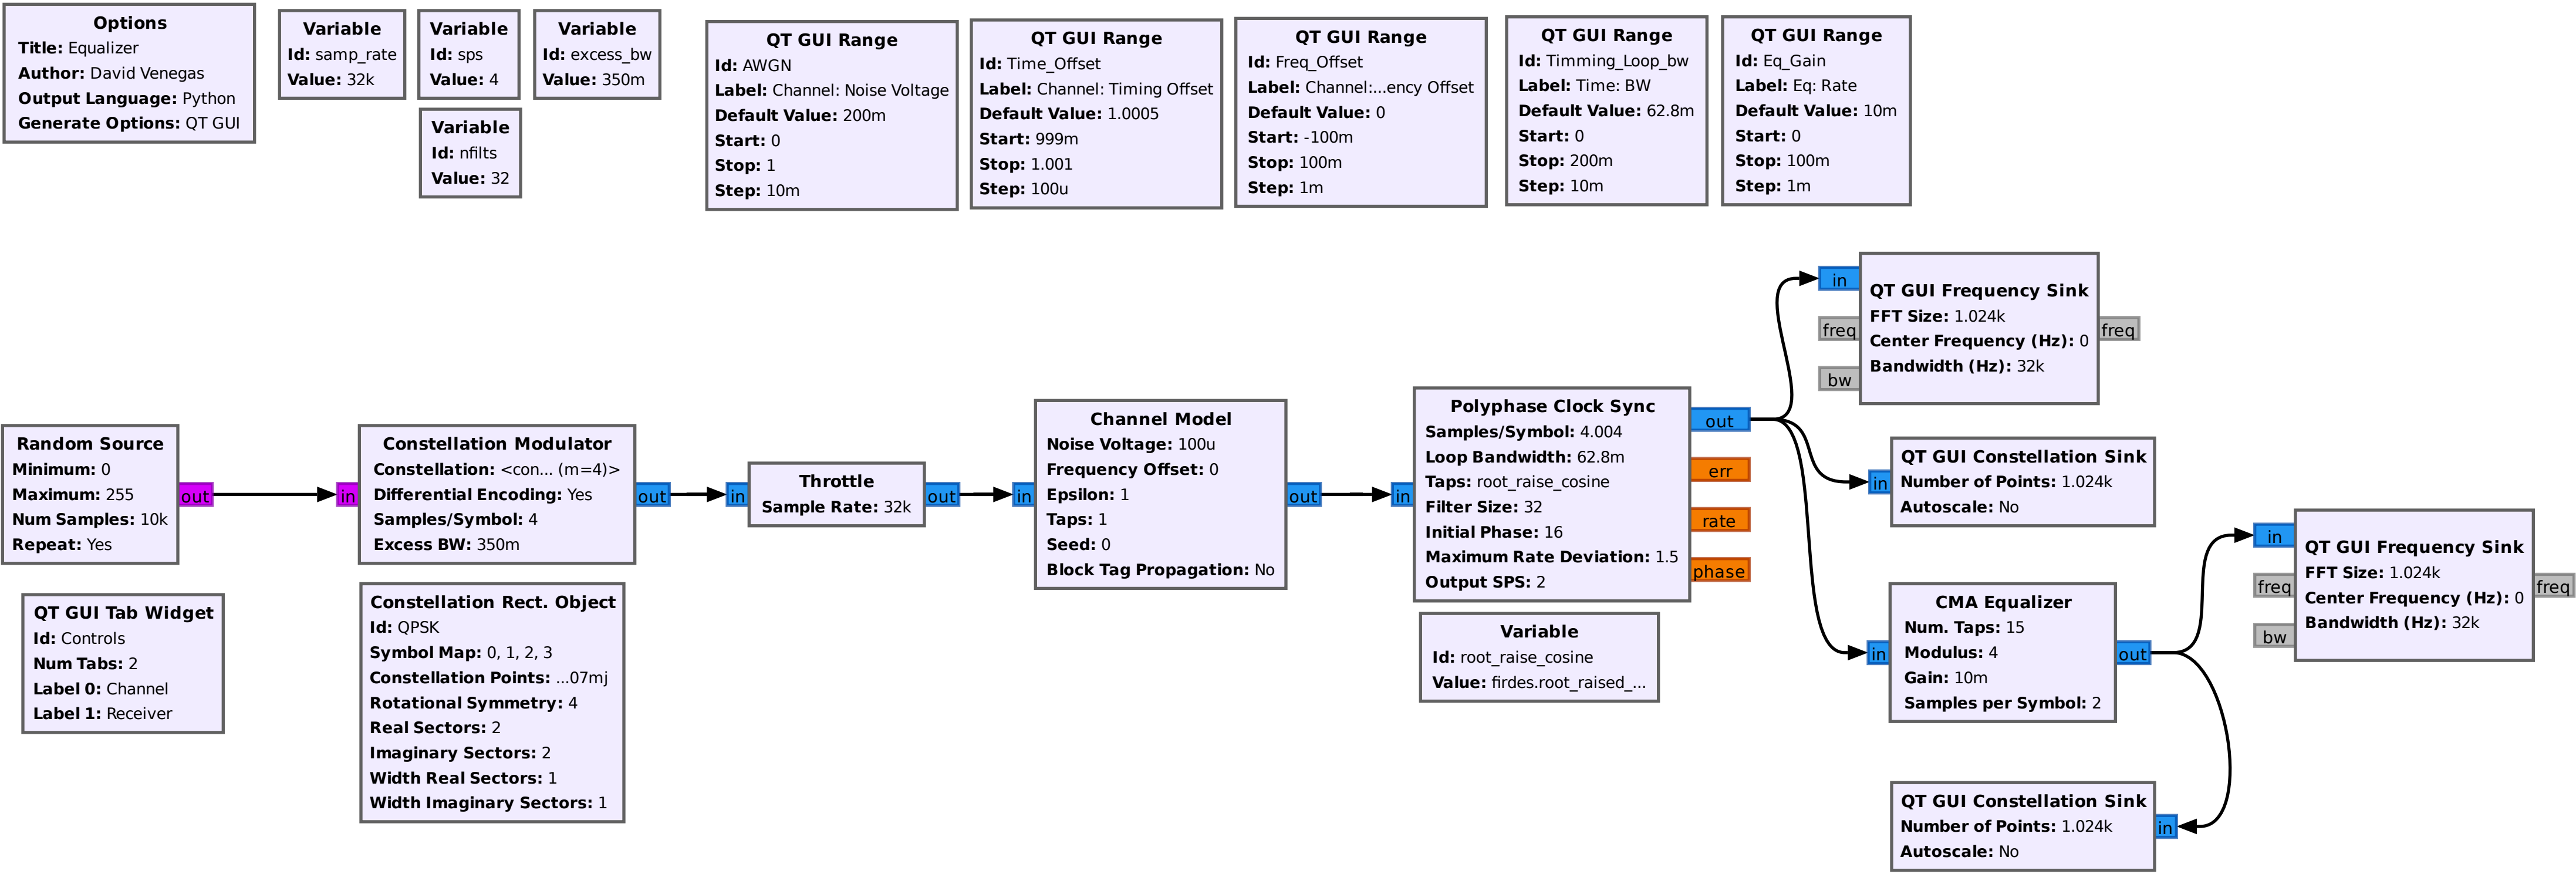 Options
Title: Equalizer
Author: David Venegas
Output Language: Python
Generate Options: QT GUI
Variable
Id: samp_rate
Value: 32k
Variable
Id: sps
Value: 4
Variable
Id: excess_bw
Value: 350m
Variable
Id: nfilts
Value: 32
QT GUI Range
Id: AWGN
Label: Channel: Noise Voltage
Default Value: 200m
Start: 0
Stop: 1
Step: 10m
QT GUI Range
Id: Time_Offset
Label: Channel: Timing Offset
Default Value: 1.0005
Start: 999m
Stop: 1.001
Step: 100u
QT GUI Range
Id: Freq_Offset
Label: Channel:...ency Offset
Default Value: 0
Start: -100m
Stop: 100m
Step: 1m
QT GUI Range
Id: Timming_Loop_bw
Label: Time: BW
Default Value: 62.8m
Start: 0
Stop: 200m
Step: 10m
QT GUI Range
Id: Eq_Gain
Label: Eq: Rate
Default Value: 10m
Start: 0
Stop: 100m
Step: 1m
Random Source
Minimum: 0
Maximum: 255
Num Samples: 10k
Repeat: Yes
out
in
Constellation Modulator
Constellation: <con... (m=4)>
Differential Encoding: Yes
Samples/Symbol: 4
Excess BW: 350m
out
in
Throttle
Sample Rate: 32k
out
in
Channel Model
Noise Voltage: 100u
Frequency Offset: 0
Epsilon: 1
Taps: 1
Seed: 0
Block Tag Propagation: No
out
in
Polyphase Clock Sync
Samples/Symbol: 4.004
Loop Bandwidth: 62.8m
Taps: root_raise_cosine
Filter Size: 32
Initial Phase: 16
Maximum Rate Deviation: 1.5
Output SPS: 2
out
err
rate
phase
in
freq
bw
QT GUI Frequency Sink
FFT Size: 1.024k
Center Frequency (Hz): 0
Bandwidth (Hz): 32k
freq
in
QT GUI Constellation Sink
Number of Points: 1.024k
Autoscale: No
in
CMA Equalizer
Num. Taps: 15
Modulus: 4
Gain: 10m
Samples per Symbol: 2
out
in
freq
bw
QT GUI Frequency Sink
FFT Size: 1.024k
Center Frequency (Hz): 0
Bandwidth (Hz): 32k
freq
QT GUI Constellation Sink
Number of Points: 1.024k
Autoscale: No
in
QT GUI Tab Widget
Id: Controls
Num Tabs: 2
Label 0: Channel
Label 1: Receiver
Constellation Rect. Object
Id: QPSK
Symbol Map: 0, 1, 2, 3
Constellation Points: ...07mj
Rotational Symmetry: 4
Real Sectors: 2
Imaginary Sectors: 2
Width Real Sectors: 1
Width Imaginary Sectors: 1
Variable
Id: root_raise_cosine
Value: firdes.root_raised_...